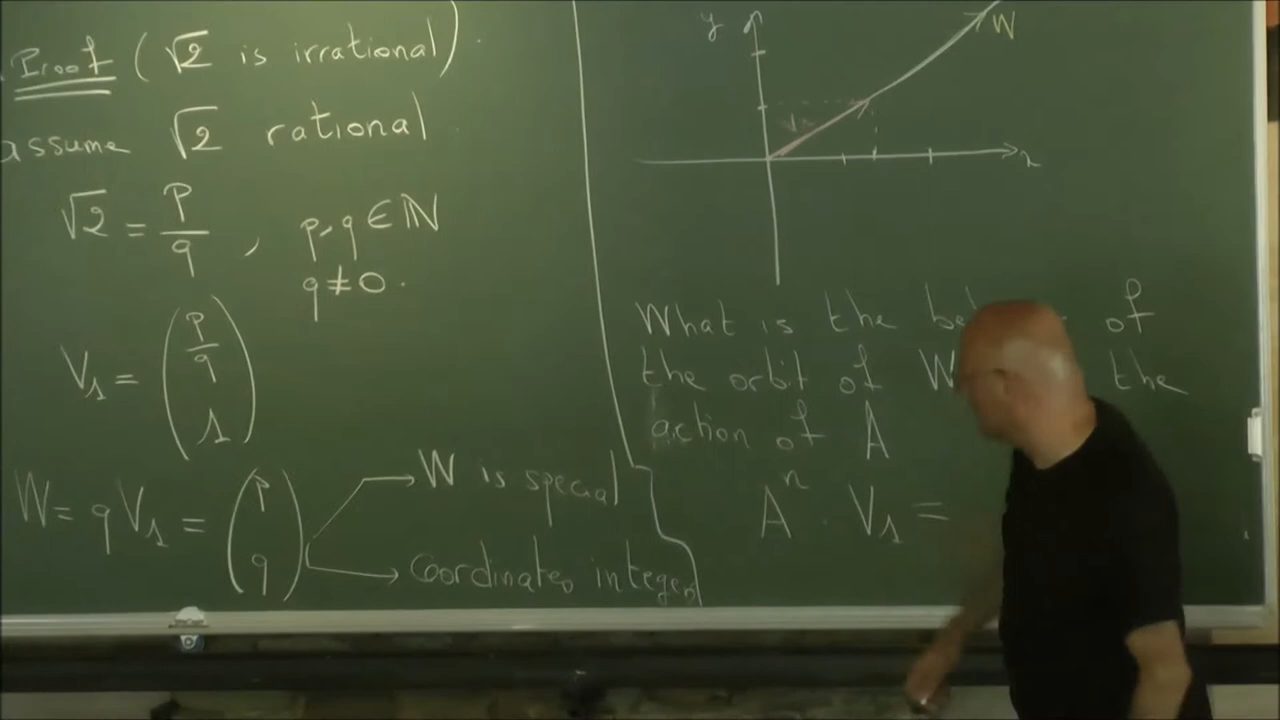 Proof (√2 is irrational).
assume √2 rational
√2 = p/q , p, q ∈ ℕ
q ≠ 0.
V₁ = (p/q 1)
W = q V₁ = (p q) → W is special
→ Coordinates integers
y
W
x
What is the of
the orbit of W the
action of A
Aⁿ . V₁ =